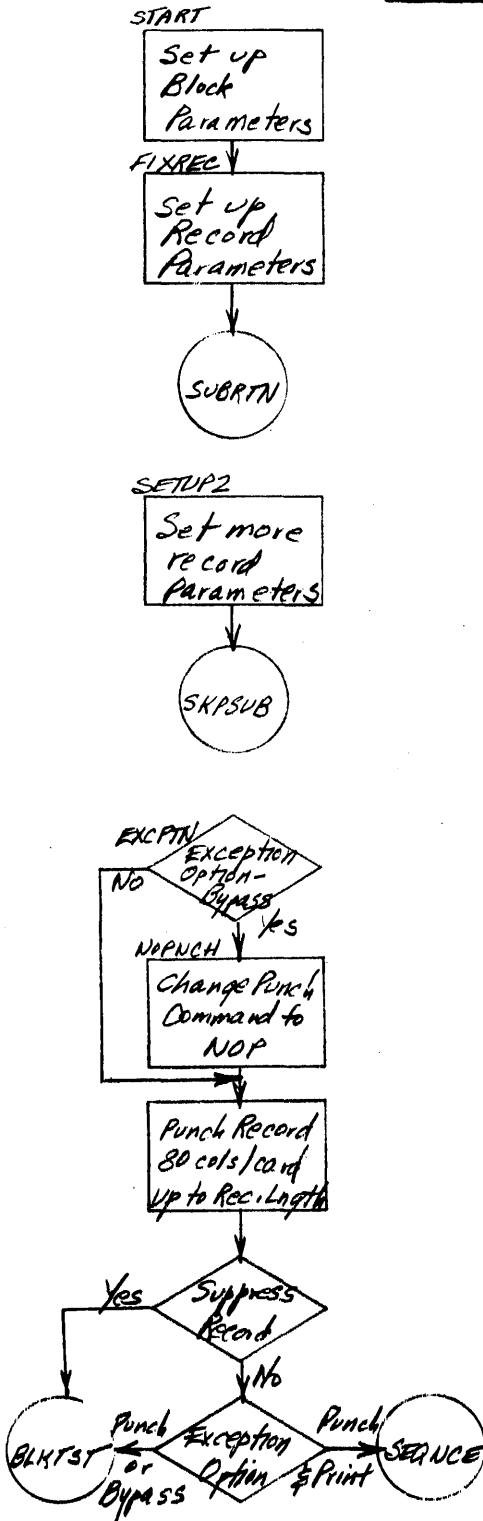 START
Set up
Block
Parameters
FIXREC
Set up
Record
Parameters
SUBRTN
SETUP2
Set more
record
Parameters
SKPSUB
EXCPTN
Exception
Option-
Bypass
No
Yes
NOPNCH
Change Punch
Command to
NOP
Punch Record
80 cols/card
up to Rec. Lngth
Yes
Suppress
Record
No
BLKTST
Punch
or
Bypass
Exception
Option
Punch
& Print
SEQNCE